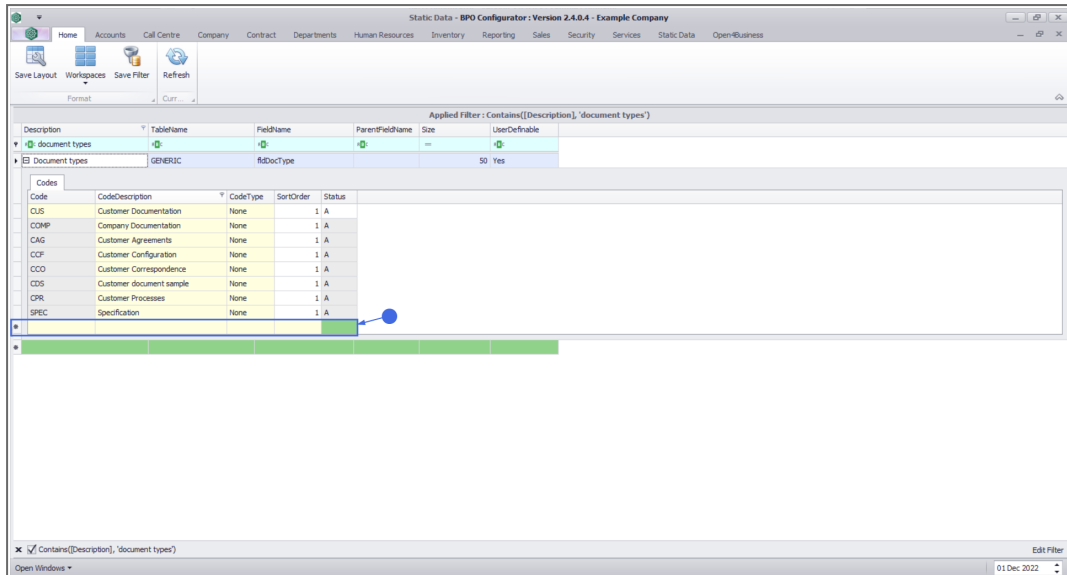 Static Data - BPO Configurator : Version 2.4.0.4 - Example Company
Home Accounts Call Centre Company Contract Departments Human Resources Inventory Reporting Sales Security Services Static Data Open4Business
Save Layout Workspaces Save Filter Refresh
Format Curr...
Applied Filter : Contains([Description], 'document types')
Description TableName FieldName ParentFieldName Size UserDefinable
document types =
Document types GENERIC fldDocType 50 Yes
Codes
Code CodeDescription CodeType SortOrder Status
CUS Customer Documentation None 1 A
COMP Company Documentation None 1 A
CAG Customer Agreements None 1 A
CCF Customer Configuration None 1 A
CCO Customer Correspondence None 1 A
CDS Customer document sample None 1 A
CPR Customer Processes None 1 A
SPEC Specification None 1 A
Contains([Description], 'document types') Edit Filter
Open Windows 01 Dec 2022